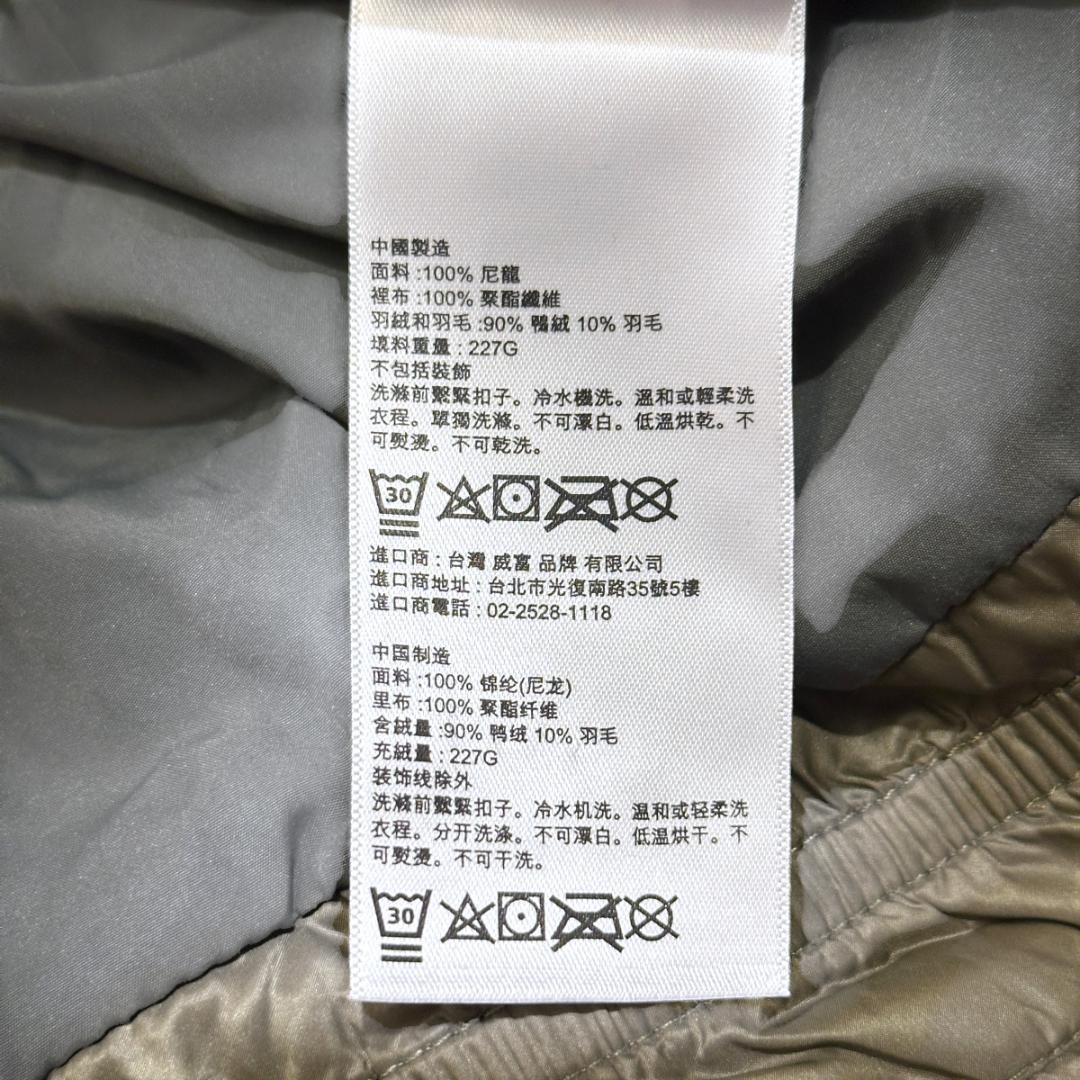 中國製造
面料 :100% 尼龍
裡布 :100% 聚酯纖維
羽絨和羽毛 :90% 鴨絨 10% 羽毛
填料重量 : 227G
不包括裝飾
洗滌前繫緊扣子。冷水機洗。溫和或輕柔洗
衣程。單獨洗滌。不可漂白。低溫烘乾。不
可熨燙。不可乾洗。
30
進口商 : 台灣 威富 品牌 有限公司
進口商地址 : 台北市光復南路35號5樓
進口商電話 : 02-2528-1118
中国制造
面料 :100% 锦纶(尼龙)
里布 :100% 聚酯纤维
含絨量 :90% 鸭绒 10% 羽毛
充絨量 : 227G
装饰线除外
洗滌前繫緊扣子。冷水机洗。温和或轻柔洗
衣程。分开洗涤。不可漂白。低温烘干。不
可熨燙。不可干洗。
30